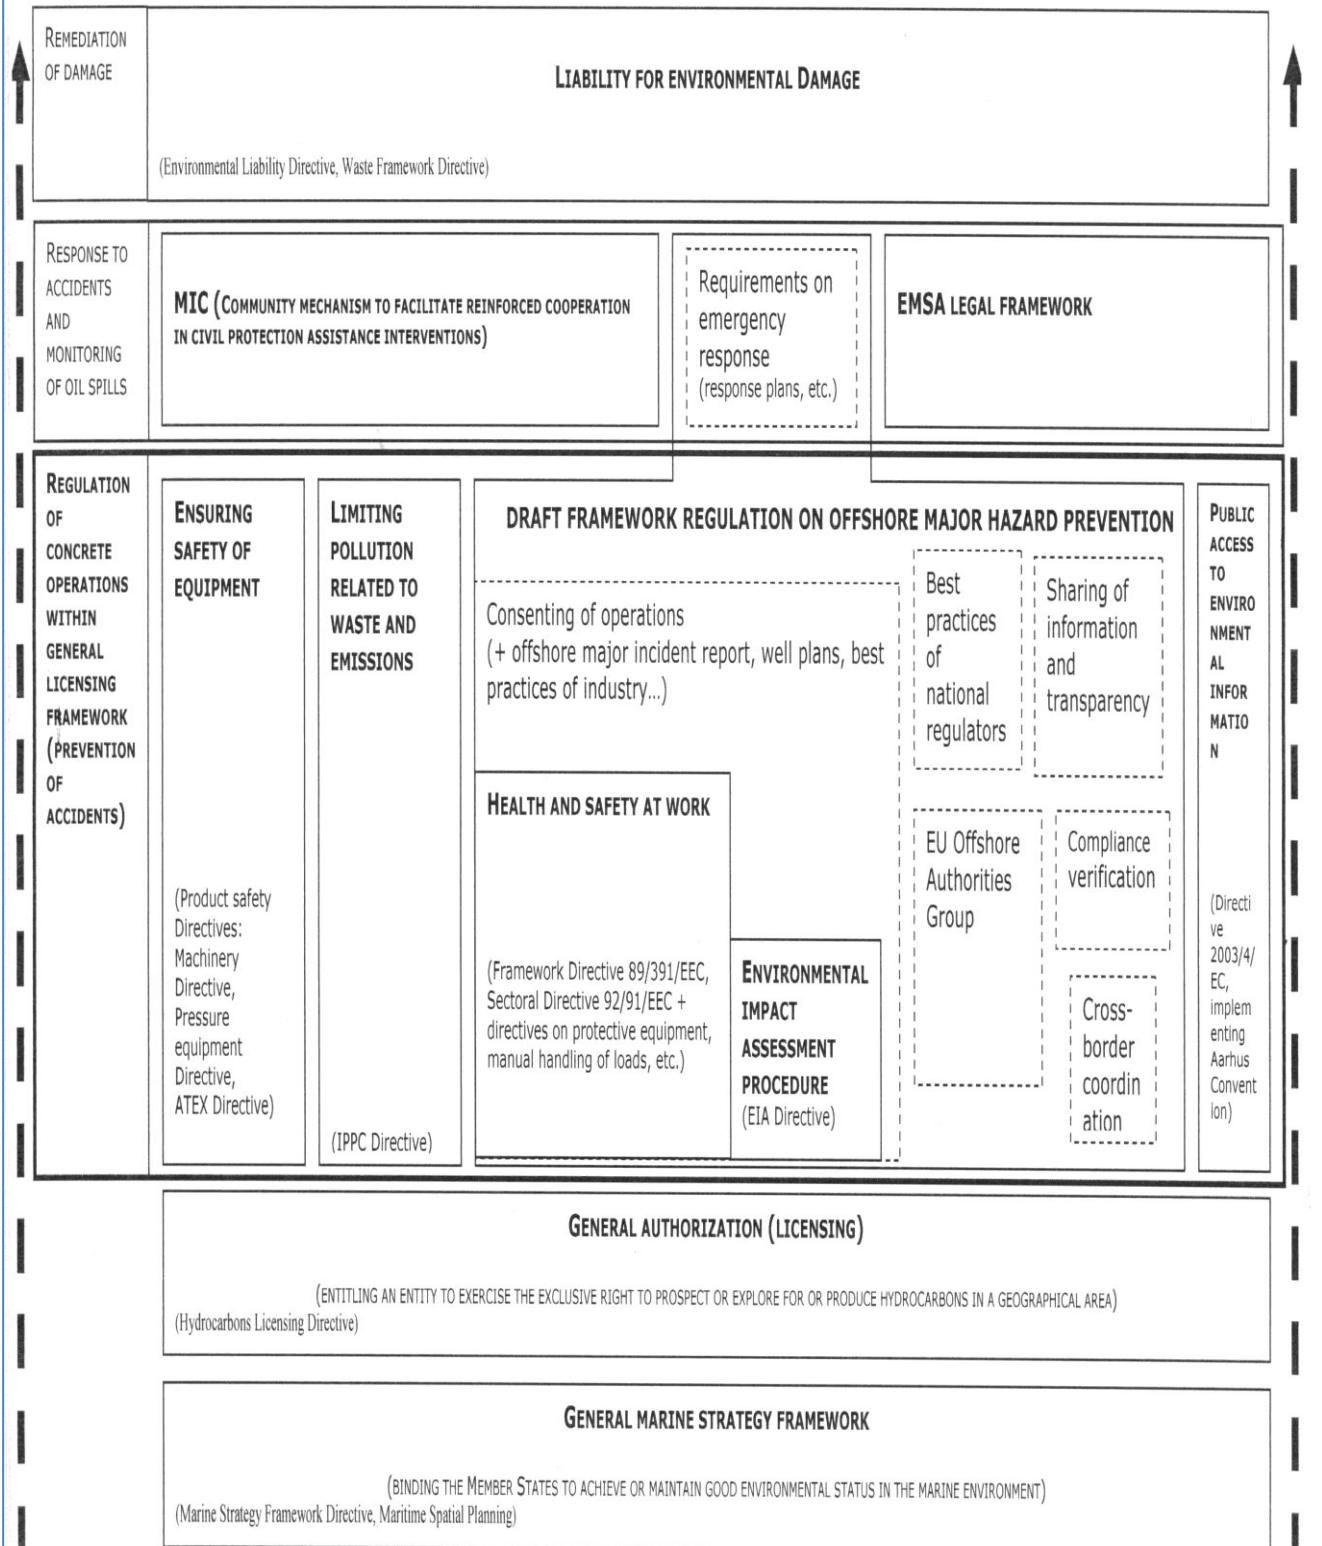 REMEDIATION
OF DAMAGE
LIABILITY FOR ENVIRONMENTAL DAMAGE
(Environmental Liability Directive, Waste Framework Directive)
RESPONSE TO
ACCIDENTS
AND
MONITORING
OF OIL SPILLS
MIC (COMMUNITY MECHANISM TO FACILITATE REINFORCED COOPERATION
IN CIVIL PROTECTION ASSISTANCE INTERVENTIONS)
Requirements on
emergency
response
(response plans, etc.)
EMSA LEGAL FRAMEWORK
REGULATION
OF
CONCRETE
OPERATIONS
WITHIN
GENERAL
LICENSING
FRAMEWORK
(PREVENTION
OF
ACCIDENTS)
ENSURING
SAFETY OF
EQUIPMENT
(Product safety
Directives:
Machinery
Directive,
Pressure
equipment
Directive,
ATEX Directive)
LIMITING
POLLUTION
RELATED TO
WASTE AND
EMISSIONS
(IPPC Directive)
DRAFT FRAMEWORK REGULATION ON OFFSHORE MAJOR HAZARD PREVENTION
Consenting of operations
(+ offshore major incident report, well plans, best
practices of industry...)
HEALTH AND SAFETY AT WORK
(Framework Directive 89/391/EEC,
Sectoral Directive 92/91/EEC +
directives on protective equipment,
manual handling of loads, etc.)
ENVIRONMENTAL
IMPACT
ASSESSMENT
PROCEDURE
(EIA Directive)
Best
practices
of
national
regulators
Sharing of
information
and
transparency
EU Offshore
Authorities
Group
Compliance
verification
Cross-
border
coordin
ation
PUBLIC
ACCESS
TO
ENVIRO
NMENT
AL
INFOR
MATIO
N
(Directi
ve
2003/4/
EC,
implem
enting
Aarhus
Convent
ion)
GENERAL AUTHORIZATION (LICENSING)
(ENTITLING AN ENTITY TO EXERCISE THE EXCLUSIVE RIGHT TO PROSPECT OR EXPLORE FOR OR PRODUCE HYDROCARBONS IN A GEOGRAPHICAL AREA)
(Hydrocarbons Licensing Directive)
GENERAL MARINE STRATEGY FRAMEWORK
(BINDING THE MEMBER STATES TO ACHIEVE OR MAINTAIN GOOD ENVIRONMENTAL STATUS IN THE MARINE ENVIRONMENT)
(Marine Strategy Framework Directive, Maritime Spatial Planning)